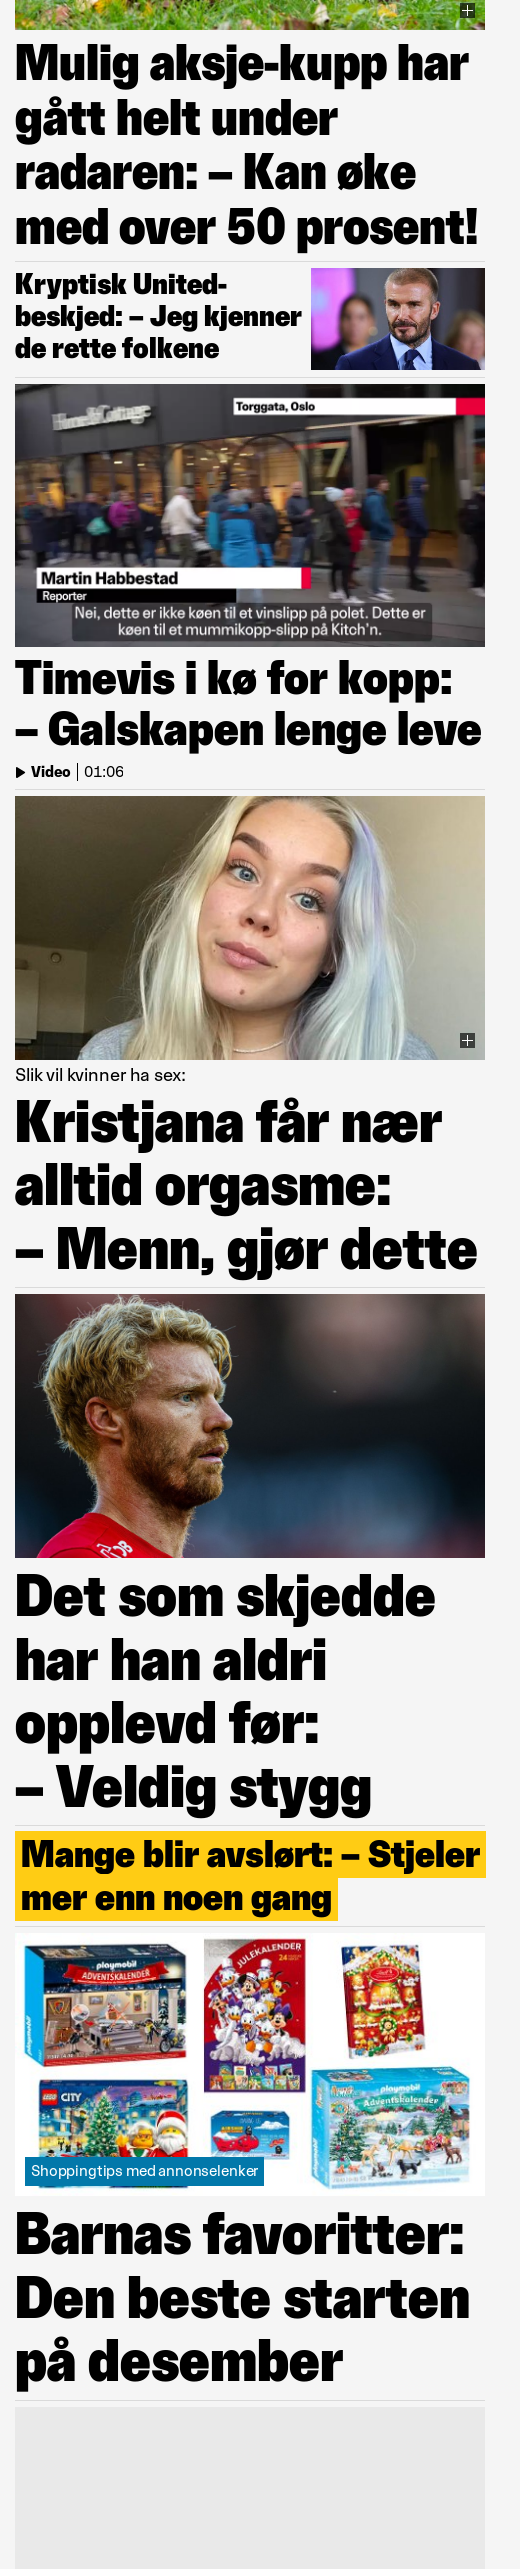 Mulig aksje-kupp har
gått helt under
radaren: – Kan øke
med over 50 prosent!
Kryptisk United-
beskjed: – Jeg kjenner
de rette folkene
Torggata, Oslo
Martin Habbestad
Reporter
Nei, dette er ikke køen til et vinslipp på polet. Dette er
køen til et mummikopp-slipp på Kitch'n.
Timevis i kø for kopp:
– Galskapen lenge leve
Video 01:06
Slik vil kvinner ha sex:
Kristjana får nær
alltid orgasme:
– Menn, gjør dette
Det som skjedde
har han aldri
opplevd før:
– Veldig stygg
Mange blir avslørt: – Stjeler
mer enn noen gang
playmobil
ADVENTSKALENDER
JULEKALENDER
24
playmobil
Adventskalender
LEGO CITY
Shoppingtips med annonselenker
Barnas favoritter:
Den beste starten
på desember